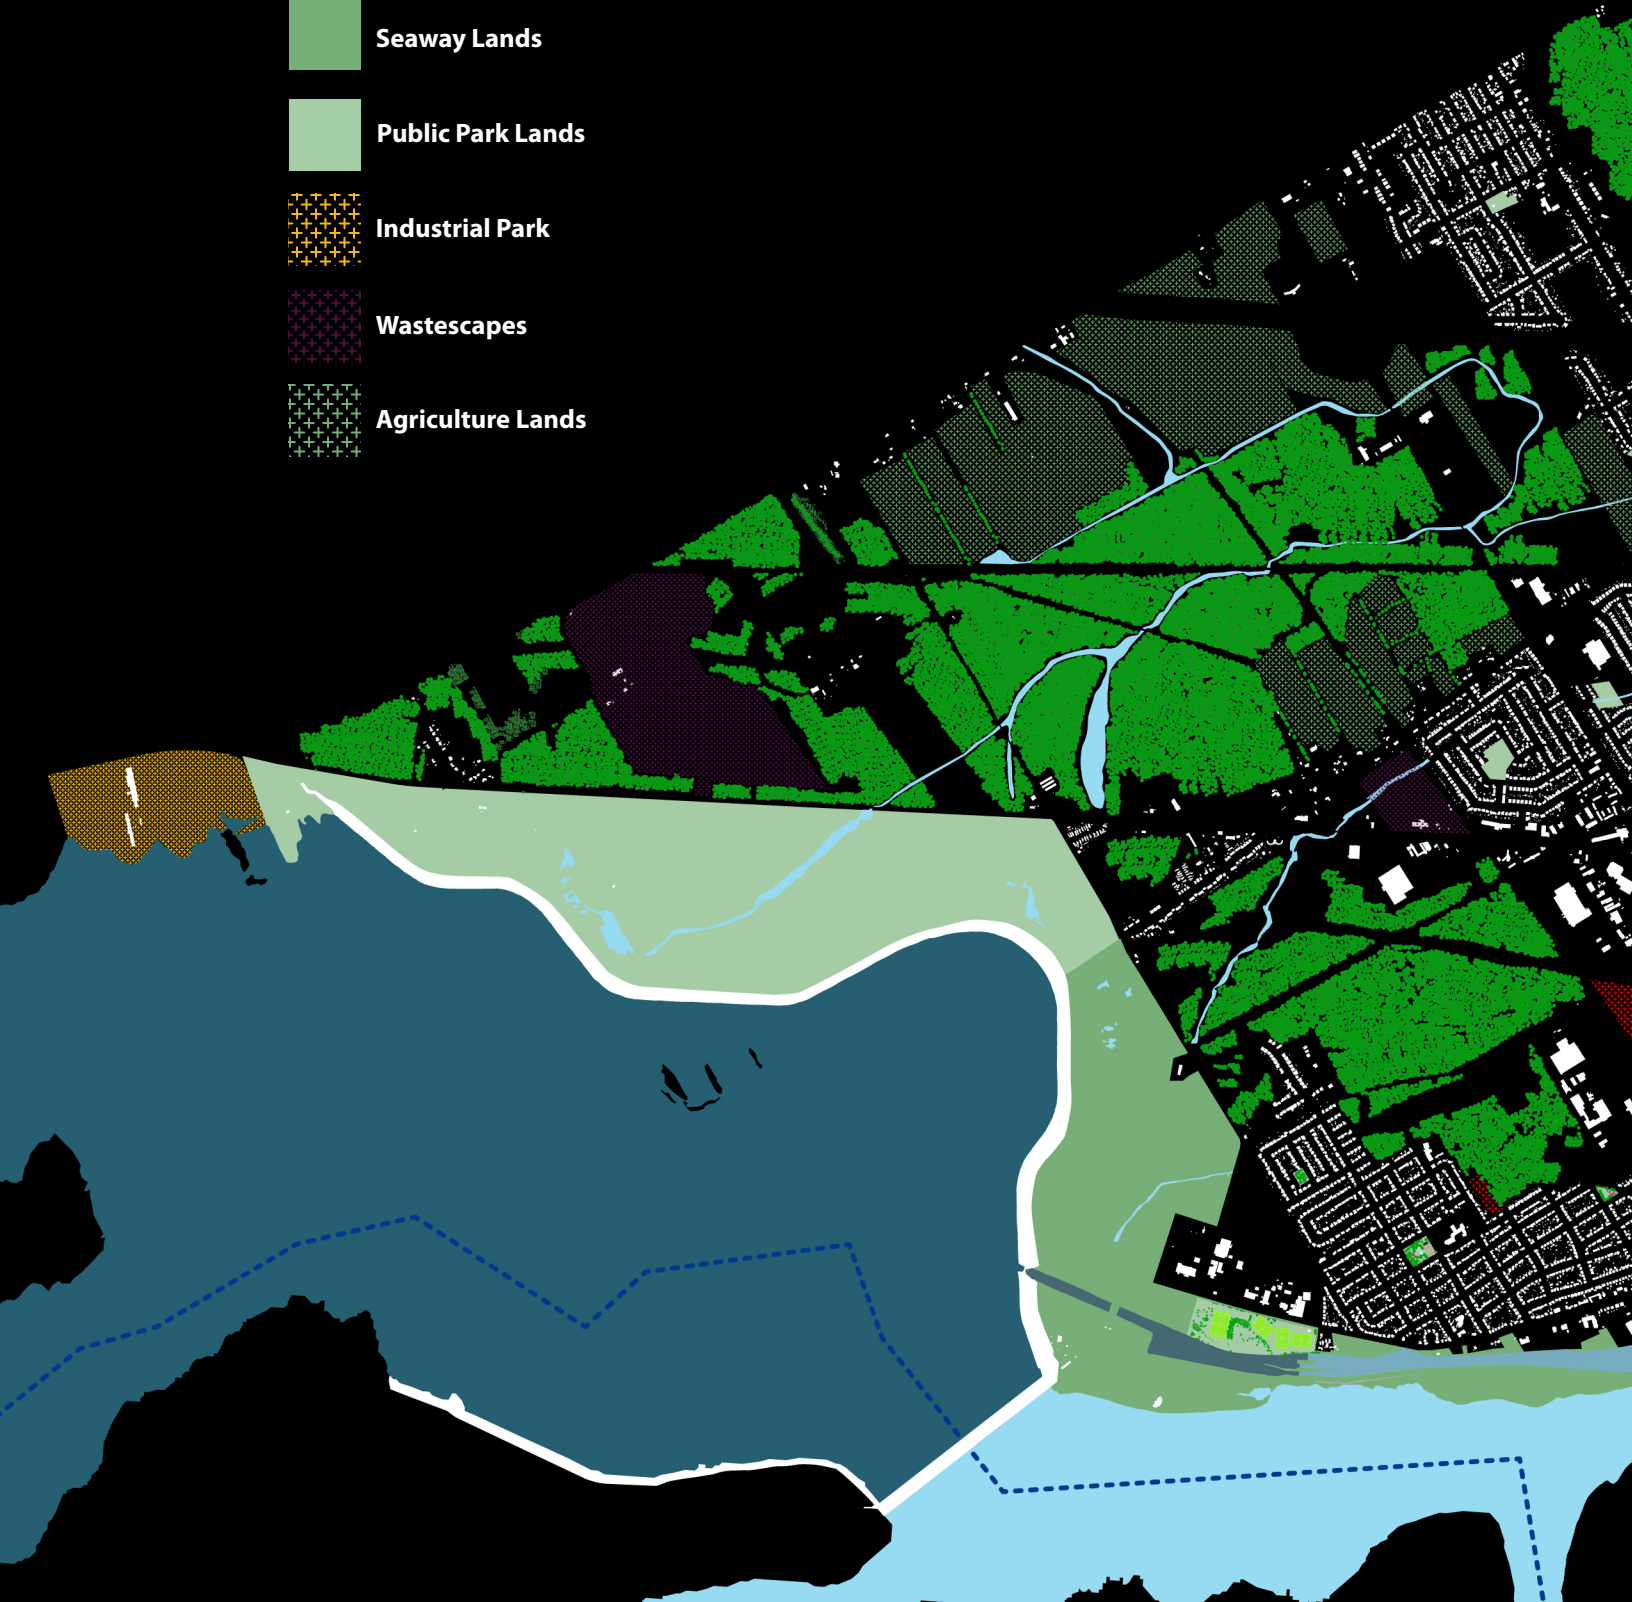 Seaway Lands
Public Park Lands
Industrial Park
Wastescapes
Agriculture Lands